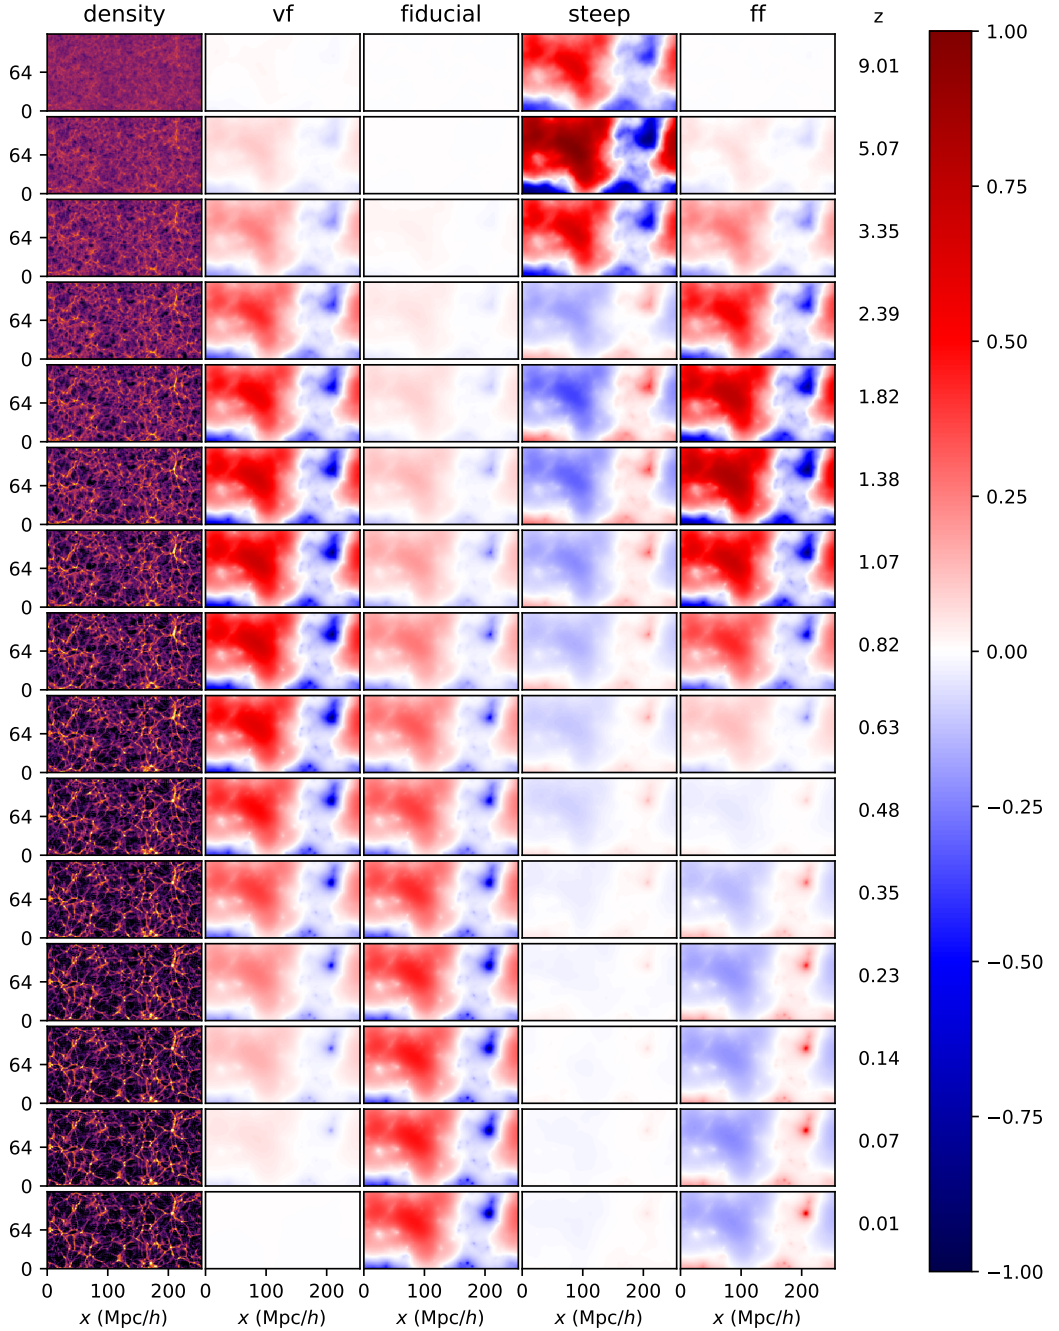 density vf fiducial steep ff z
64 9.01 1.00
0
64 5.07
0 0.75
64 3.35
0
64 2.39 0.50
0
64 1.82
0
64 1.38 0.25
0
64 1.07
0
64 0.82 0.00
0
64 0.63
0
64 0.48 −0.25
0
64 0.35
0
64 0.23 −0.50
0
64 0.14
0
64 0.07 −0.75
0
64 0.01
0 −1.00
0 100 200 0 100 200 0 100 200 0 100 200 0 100 200
x (Mpc/h) x (Mpc/h) x (Mpc/h) x (Mpc/h) x (Mpc/h)